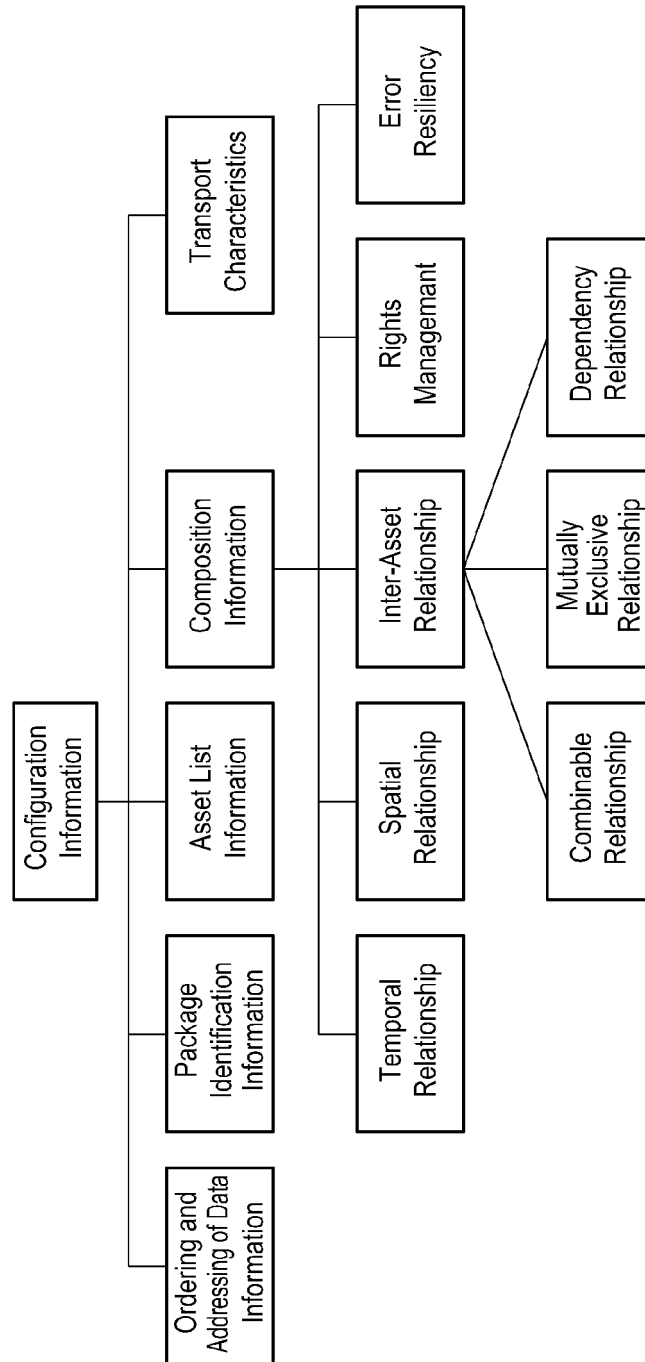 Configuration
Information
Ordering and
Addressing of Data
Information
Package
Identification
Information
Asset List
Information
Composition
Information
Transport
Characteristics
Temporal
Relationship
Spatial
Relationship
Inter-Asset
Relationship
Rights
Managemant
Error
Resiliency
Combinable
Relationship
Mutually
Exclusive
Relationship
Dependency
Relationship